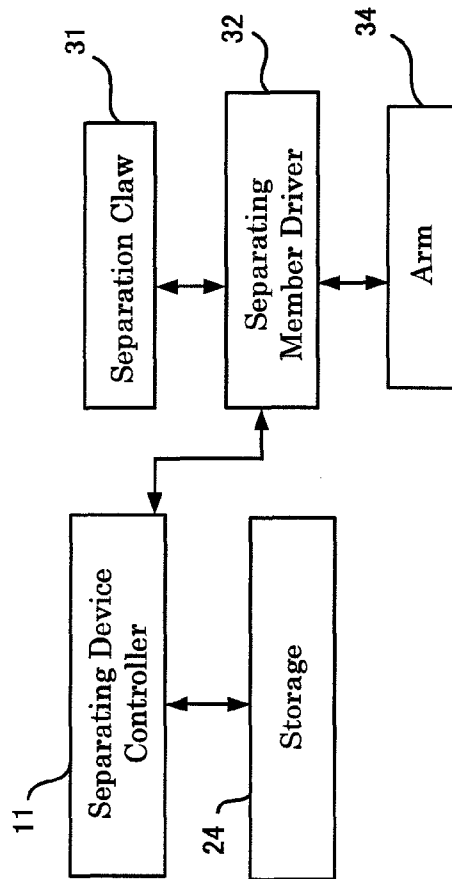 11
Separating Device
Controller
24
Storage
31
Separation Claw
32
Separating
Member Driver
34
Arm